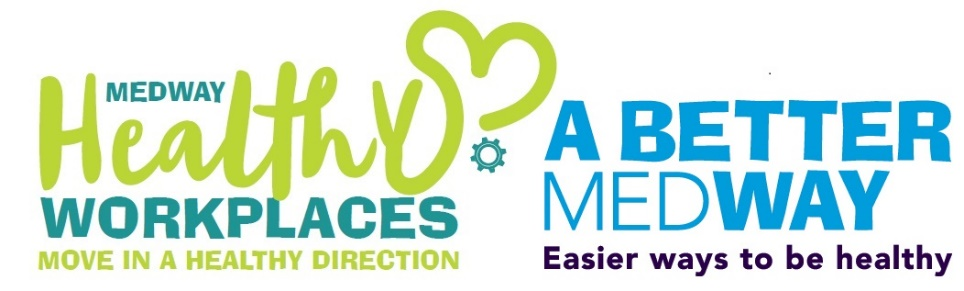 MEDWAY
Healthy
WORKPLACES
MOVE IN A HEALTHY DIRECTION
A BETTER
MEDWAY
Easier ways to be healthy